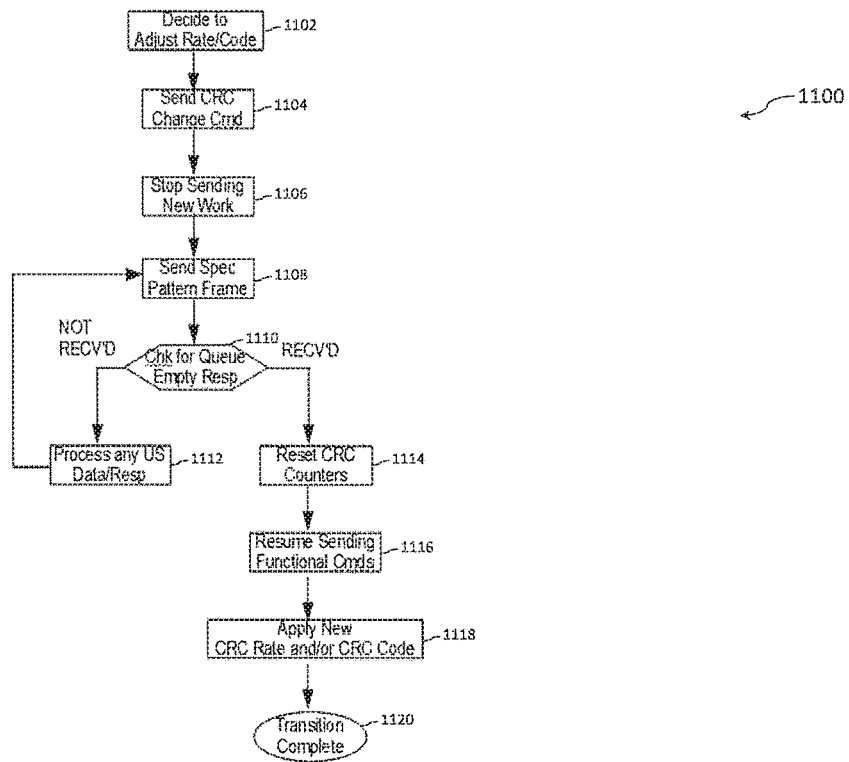 Decide to
Adjust Rate/Code
1102
1100
Send CRC
Change Cmd
1104
Stop Sending
New Work
1106
Send Spec
Pattern Frame
1108
NOT
RECV'D
1110
Chk for Queue
Empty Resp
RECV'D
Process any US
Data/Resp
1112
Reset CRC
Counters
1114
Resume Sending
Functional Cmds
1116
Apply New
CRC Rate and/or CRC Code
1118
Transition
Complete
1120